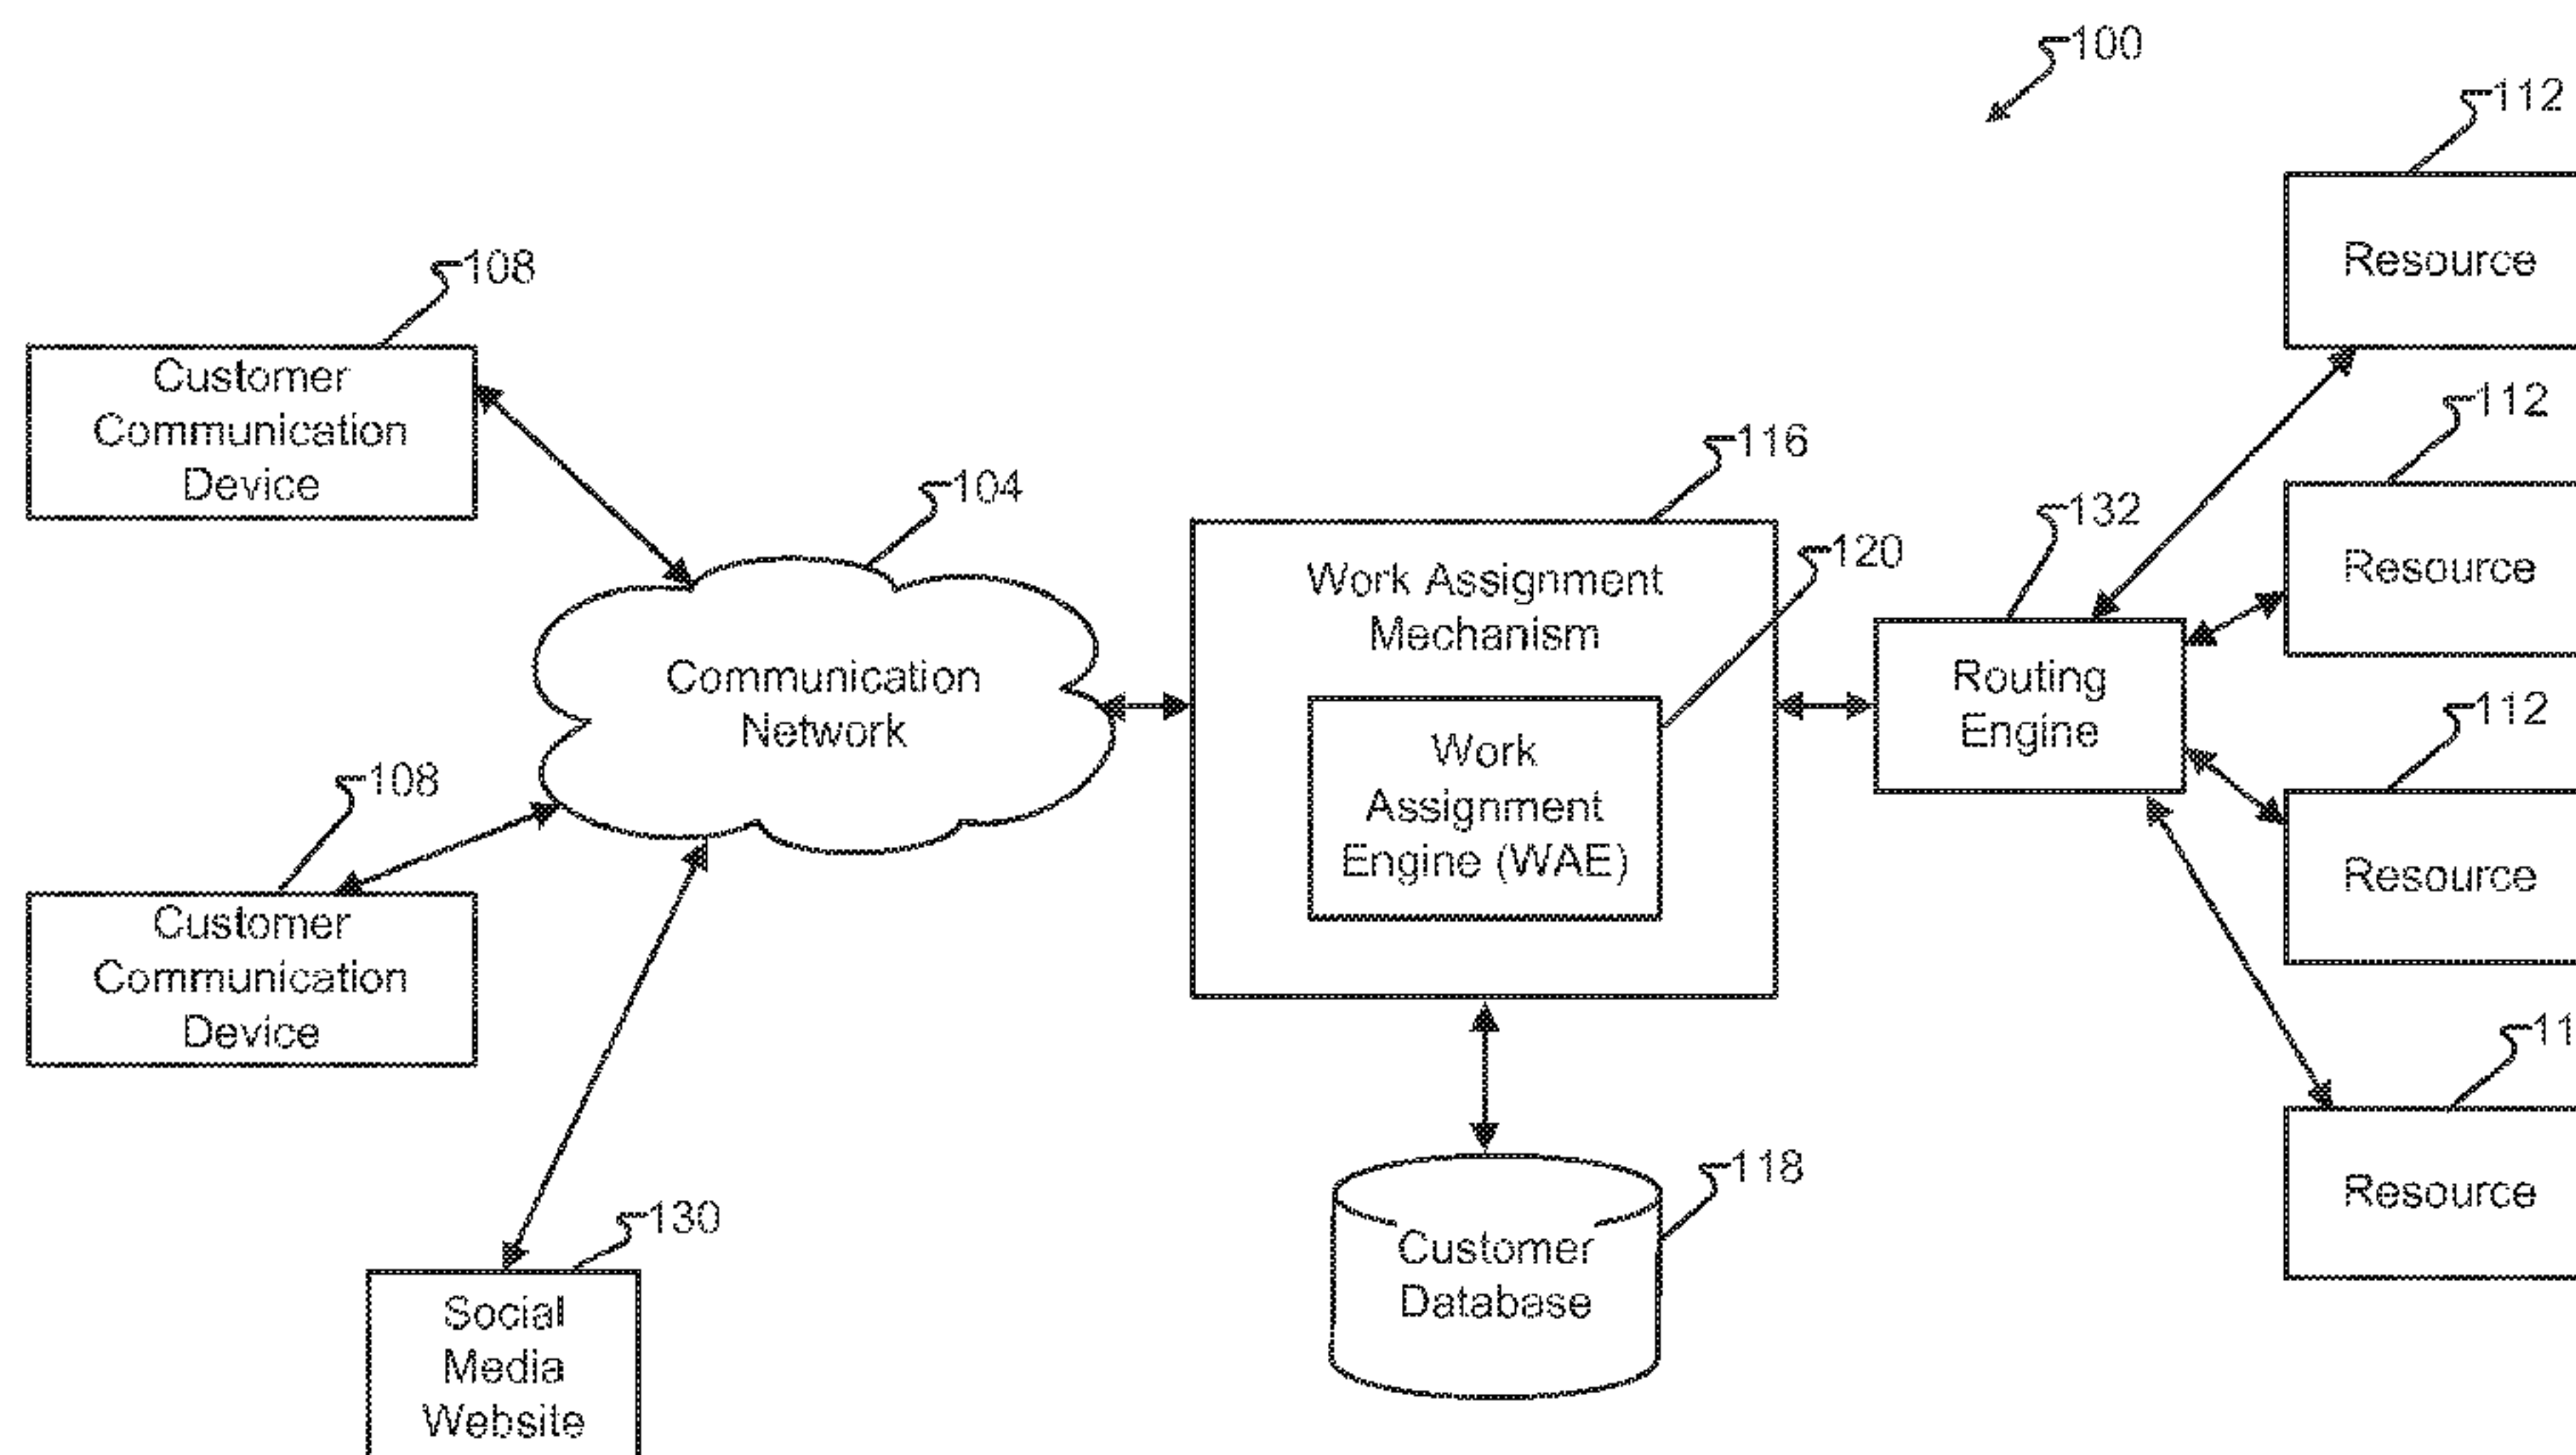 100
112
Resource
108
Customer
Communication
Device
112
Resource
116
104
132
120
Work Assignment
Mechanism
Communication
Network
Routing
Engine
Work
Assignment
Engine (WAE)
112
Resource
108
Customer
Communication
Device
11
Resource
118
Customer
Database
130
Social
Media
Website